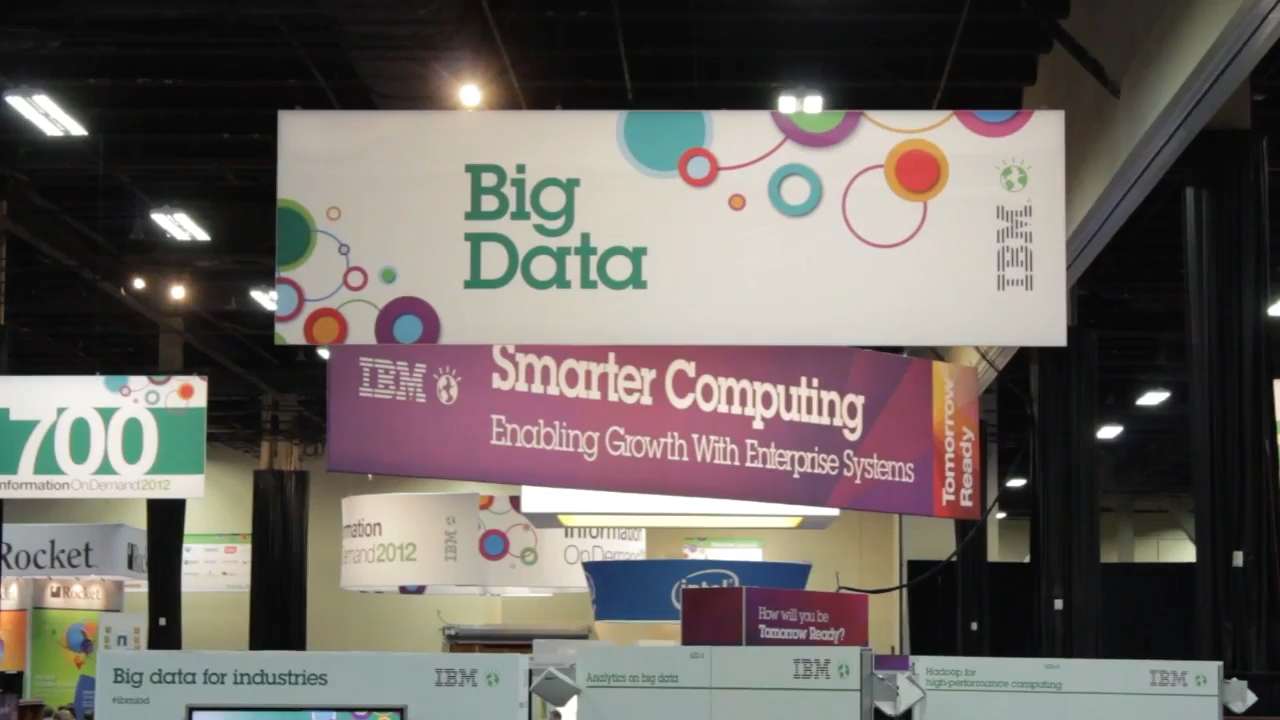 Big
Data
IBM
IBM
Smarter Computing
Enabling Growth With Enterprise Systems
Tomorrow
Ready
700
InformationOnDemand2012
Rocket
Rocket
mation
emand2012
IBM
Information
OnDemand
intel
How will you be
Tomorrow Ready?
Big data for industries
#ibmiod
IBM
Analytics on big data
IBM
Hadoop for
high-performance computing
IBM